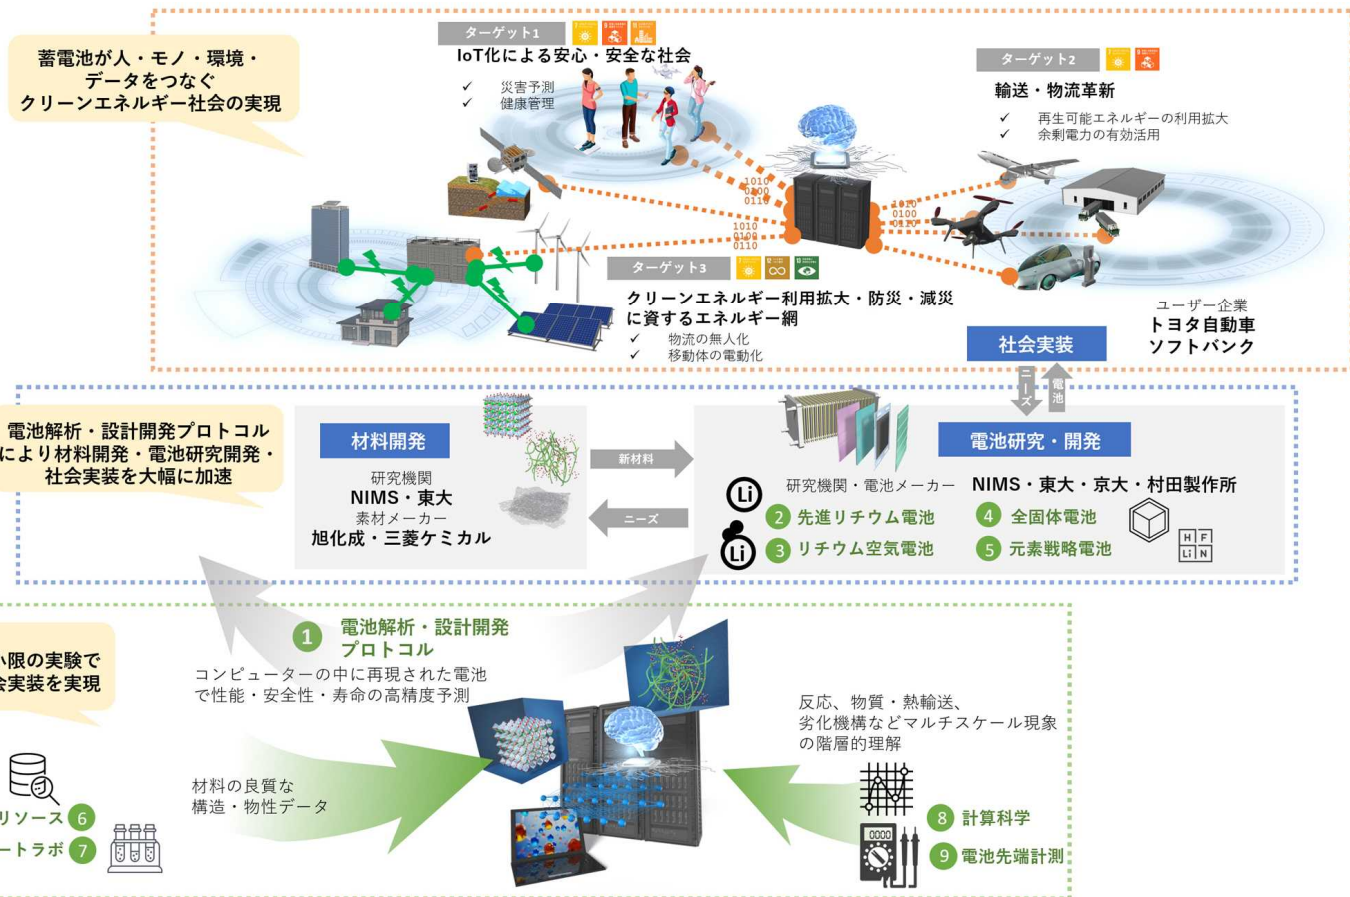 蓄電池が人・モノ・環境・
データをつなぐ
クリーンエネルギー社会の実現
ターゲット1
IoT化による安心・安全な社会
✓ 災害予測
✓ 健康管理
ターゲット2
輸送・物流革新
✓ 再生可能エネルギーの利用拡大
✓ 余剰電力の有効活用
1010
0100
0110
1010
0100
0110
1010
0100
0110
ターゲット3
クリーンエネルギー利用拡大・防災・減災
に資するエネルギー網
✓ 物流の無人化
✓ 移動体の電動化
ユーザー企業
トヨタ自動車
ソフトバンク
社会実装
ニーズ
電池
電池解析・設計開発プロトコル
により材料開発・電池研究開発・
社会実装を大幅に加速
材料開発
研究機関
NIMS・東大
素材メーカー
旭化成・三菱ケミカル
新材料
ニーズ
電池研究・開発
研究機関・電池メーカー
NIMS・東大・京大・村田製作所
Li
2 先進リチウム電池
4 全固体電池
Li
3 リチウム空気電池
5 元素戦略電池
H F
Li N
1 電池解析・設計開発
プロトコル
コンピューターの中に再現された電池
で性能・安全性・寿命の高精度予測
小限の実験で
会実装を実現
反応、物質・熱輸送、
劣化機構などマルチスケール現象
の階層的理解
材料の良質な
構造・物性データ
リソース 6
ートラボ 7
8 計算科学
0000
9 電池先端計測